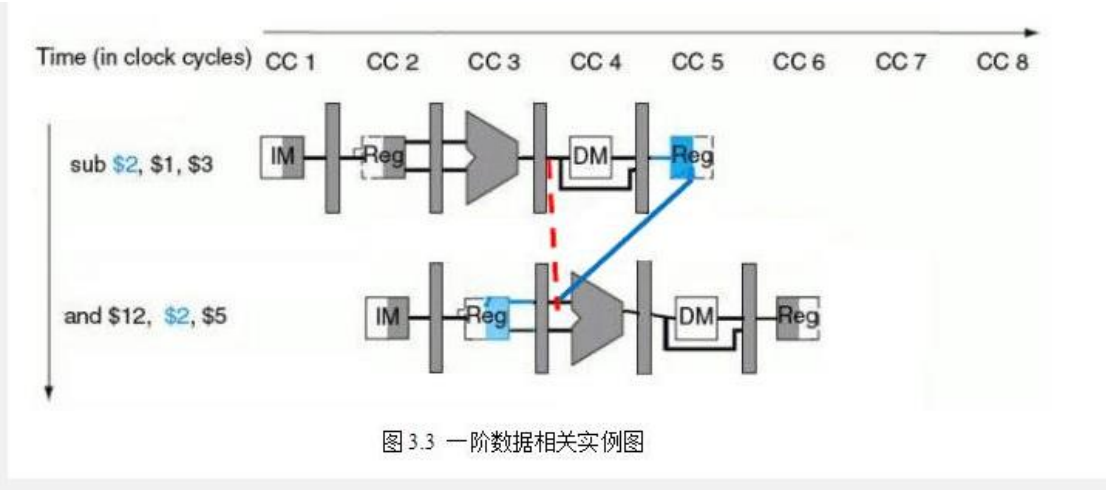 Time (in clock cycles) CC 1 CC 2 CC 3 CC 4 CC 5 CC 6 CC 7 CC 8
sub $2, $1, $3 IM Reg DM Reg
and $12, $2, $5 IM Reg DM Reg
图 3.3 一阶数据相关实例图